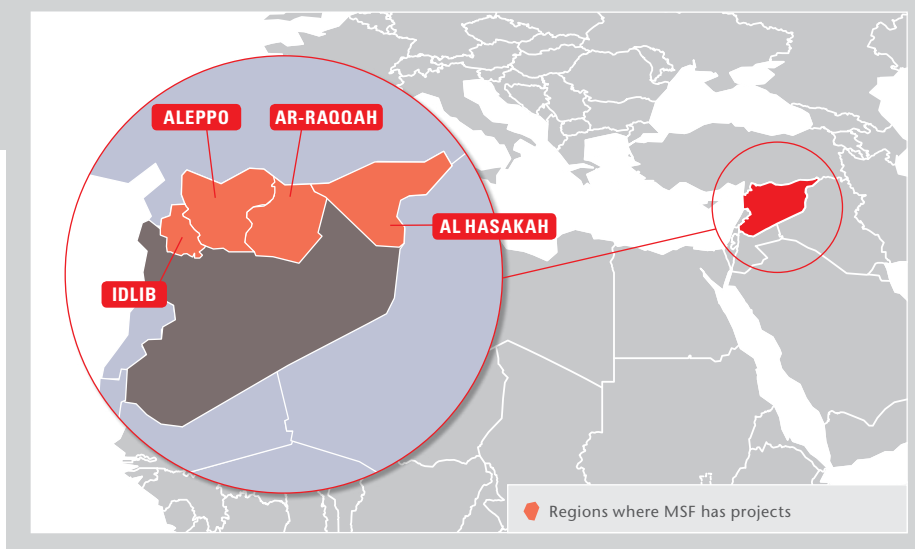 ALEPPO
AR-RAQQAH
AL HASAKAH
IDLIB
Regions where MSF has projects